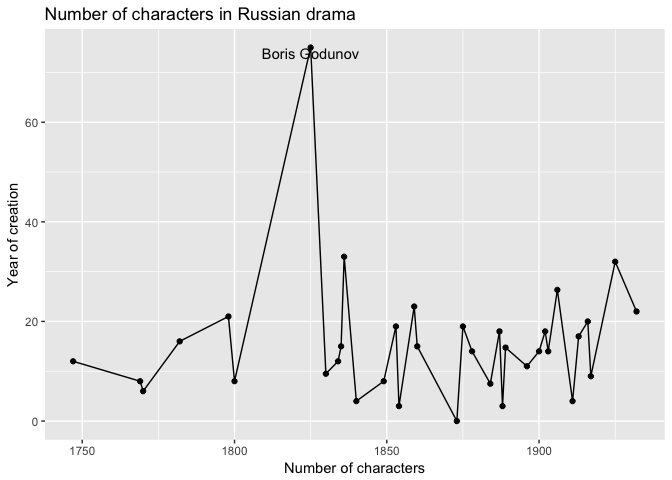 Number of characters in Russian drama
Boris Godunov
60
40
20
0
Year of creation
1750 1800 1850 1900
Number of characters